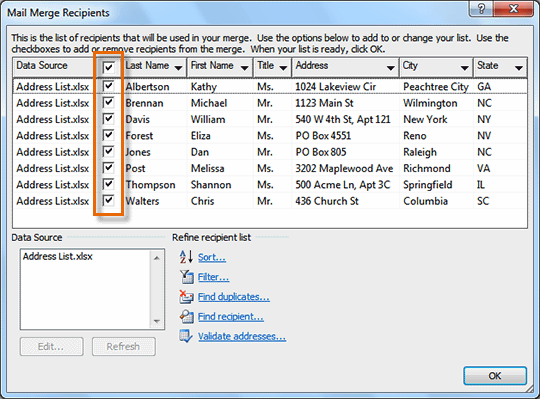 Mail Merge Recipients
This is the list of recipients that will be used in your merge. Use the options below to add to or change your list. Use the
checkboxes to add or remove recipients from the merge. When your list is ready, click OK.
Data Source Last Name First Name Title Address City State
Address List.xlsx Albertson Kathy Ms. 1024 Lakeview Cir Peachtree City GA
Address List.xlsx Brennan Michael Mr. 1123 Main St Wilmington NC
Address List.xlsx Davis William Mr. 540 W 4th St, Apt 121 New York NY
Address List.xlsx Forest Eliza Ms. PO Box 4551 Reno NV
Address List.xlsx Jones Dan Mr. PO Box 805 Raleigh NC
Address List.xlsx Post Melissa Ms. 3202 Maplewood Ave Richmond VA
Address List.xlsx Thompson Shannon Ms. 500 Acme Ln, Apt 3C Springfield IL
Address List.xlsx Walters Chris Mr. 436 Church St Columbia SC
Data Source
Address List.xlsx
Edit...
Refresh
Refine recipient list
Sort...
Filter...
Find duplicates...
Find recipient...
Validate addresses...
OK